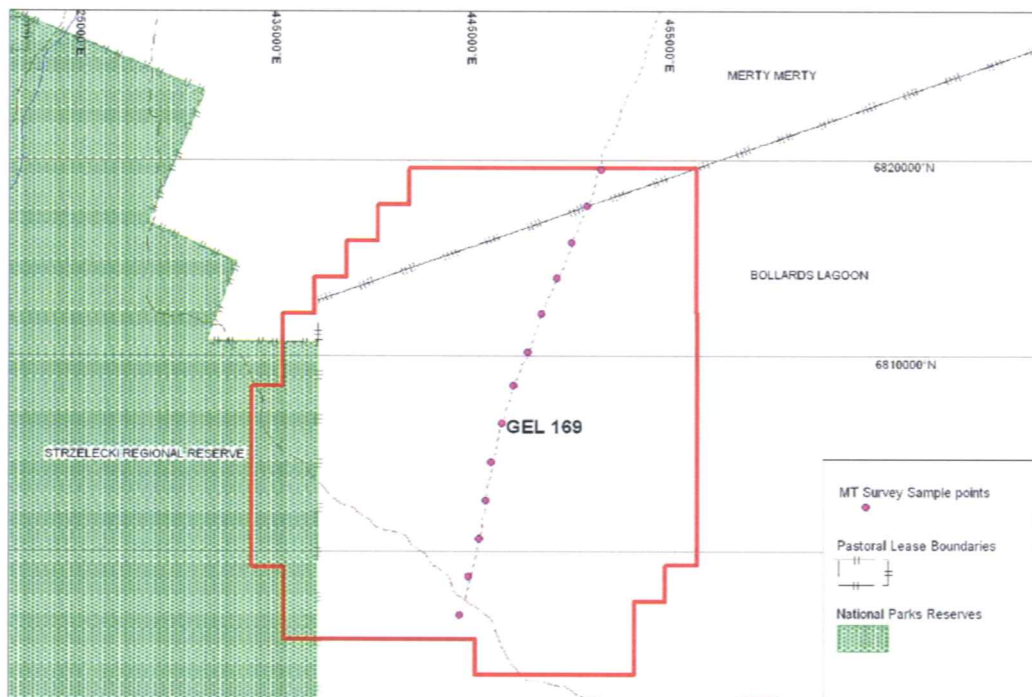 25000°E
435000°E
445000°E
455000°E
MERTY MERTY
6820000°N
BOLLARDS LAGOON
6810000°N
GEL 169
STRZELECKI REGIONAL RESERVE
MT Survey Sample points
Pastoral Lease Boundaries
National Parks Reserves